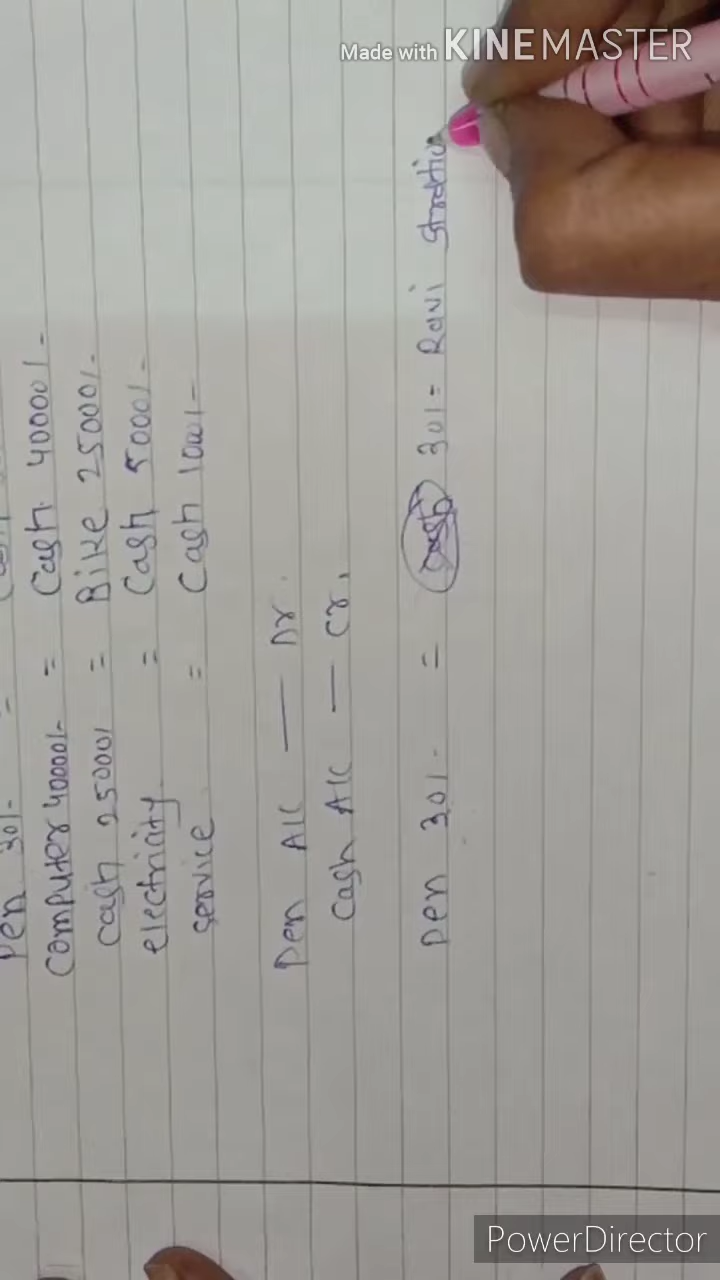 Made with KINEMASTER
Pen 30/- =
Computer 40000/- = Cash 40000/-
Cash 25000/ = Bike 25000/-
electricity = Cash 5000/-
service = Cash 1000/-
Pen A/C — Dr.
Cash A/C — Cr.
Pen 30/- = Cash 30/- Ravi
PowerDirector